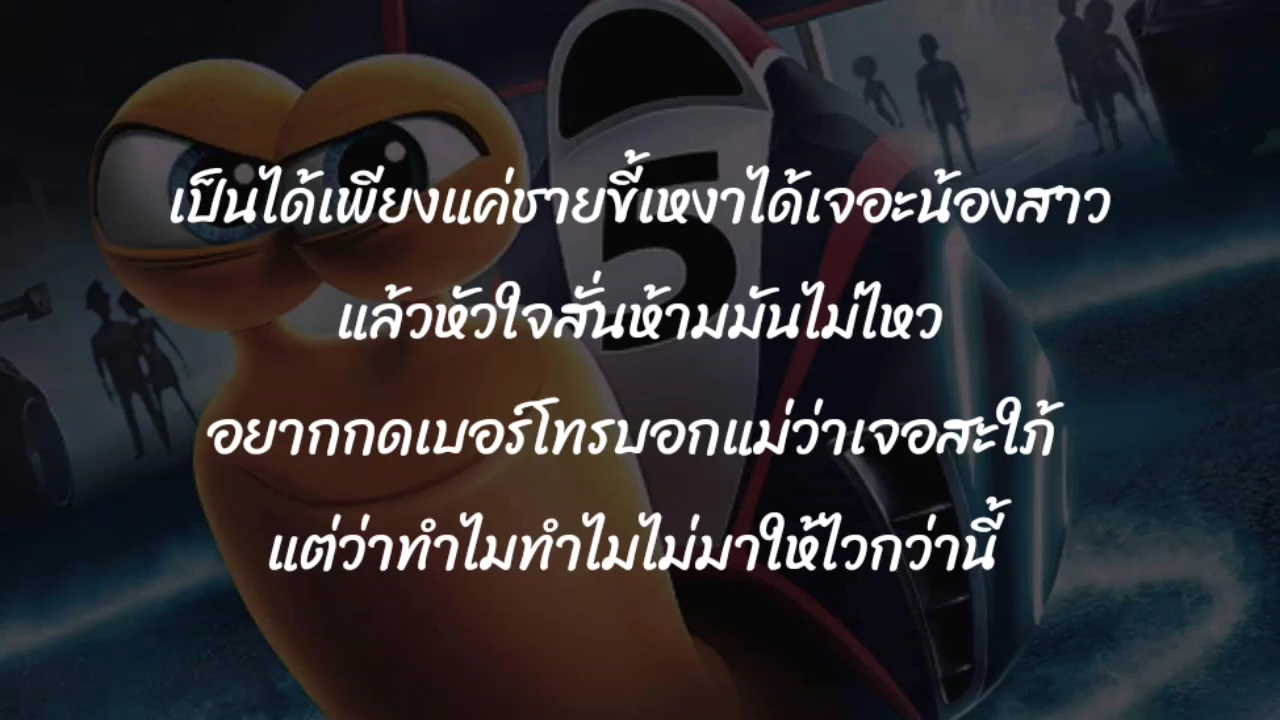 เป็นได้เพียงแค่ชายขี้เหงาได้เจอะน้องสาว
แล้วหัวใจสั่นห้ามมันไม่ไหว
อยากกดเบอร์โทรบอกแม่ว่าเจอสะใภ้
แต่ว่าทำไมทำไมไม่มาให้ไวกว่านี้
5